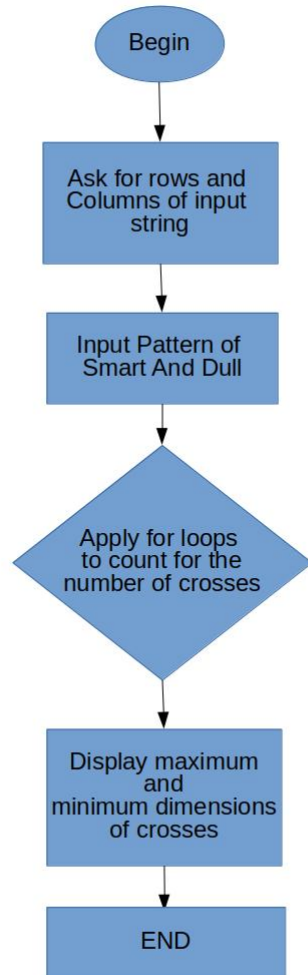 Begin
Ask for rows and
Columns of input
string
Input Pattern of
Smart And Dull
Apply for loops
to count for the
number of crosses
Display maximum
and
minimum dimensions
of crosses
END